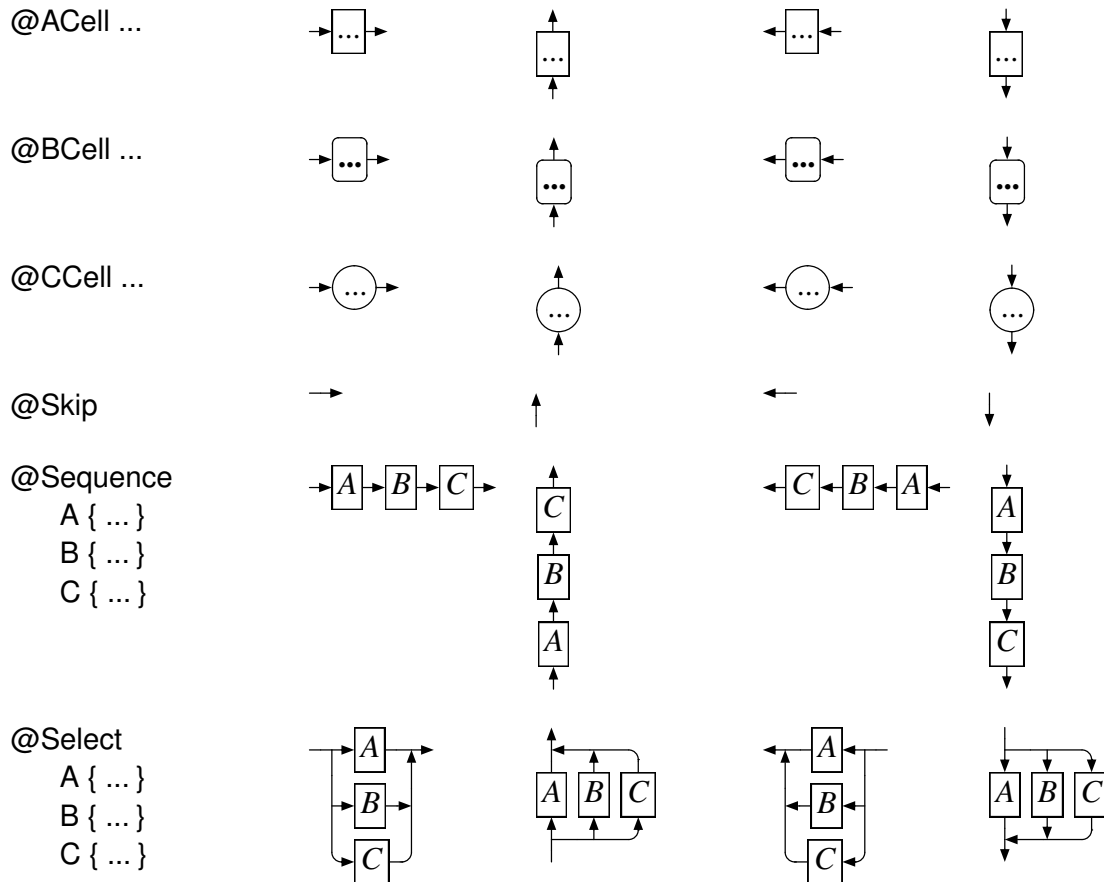 @ACell ... ... ... ... ...
@BCell ... ... ... ... ...
@CCell ... ... ... ... ...
@Skip
@Sequence
A { ... }
B { ... }
C { ... }
A B C
C
B
A
C B A
A
B
C
@Select
A { ... }
B { ... }
C { ... }
A
B
C
A B C
A
B
C
A B C